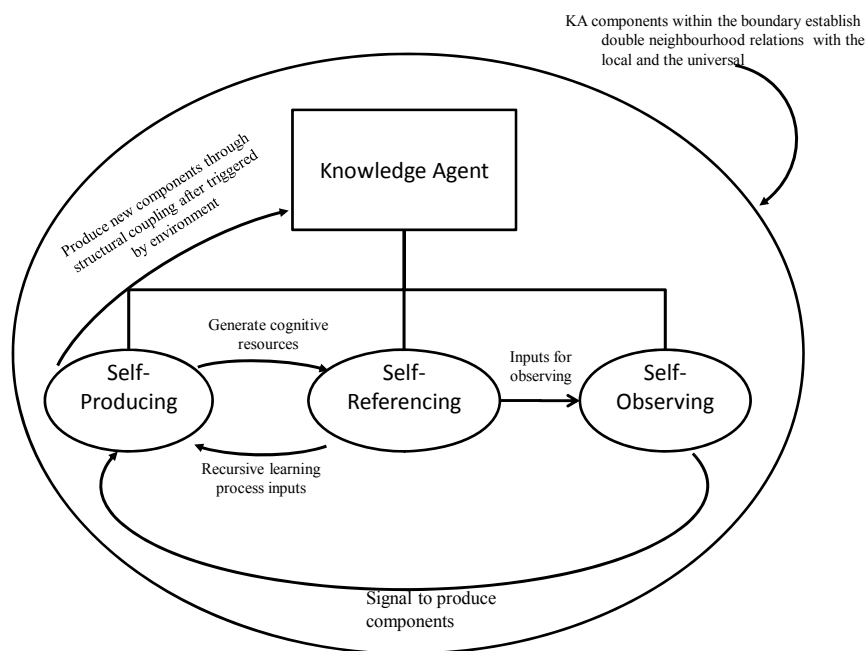 KA components within the boundary establish
double neighbourhood relations with the
local and the universal
Knowledge Agent
Produce new components through
structural coupling after triggered
by environment
Generate cognitive
resources
Inputs for
observing
Self-
Producing
Self-
Referencing
Self-
Observing
Recursive learning
process inputs
Signal to produce
components